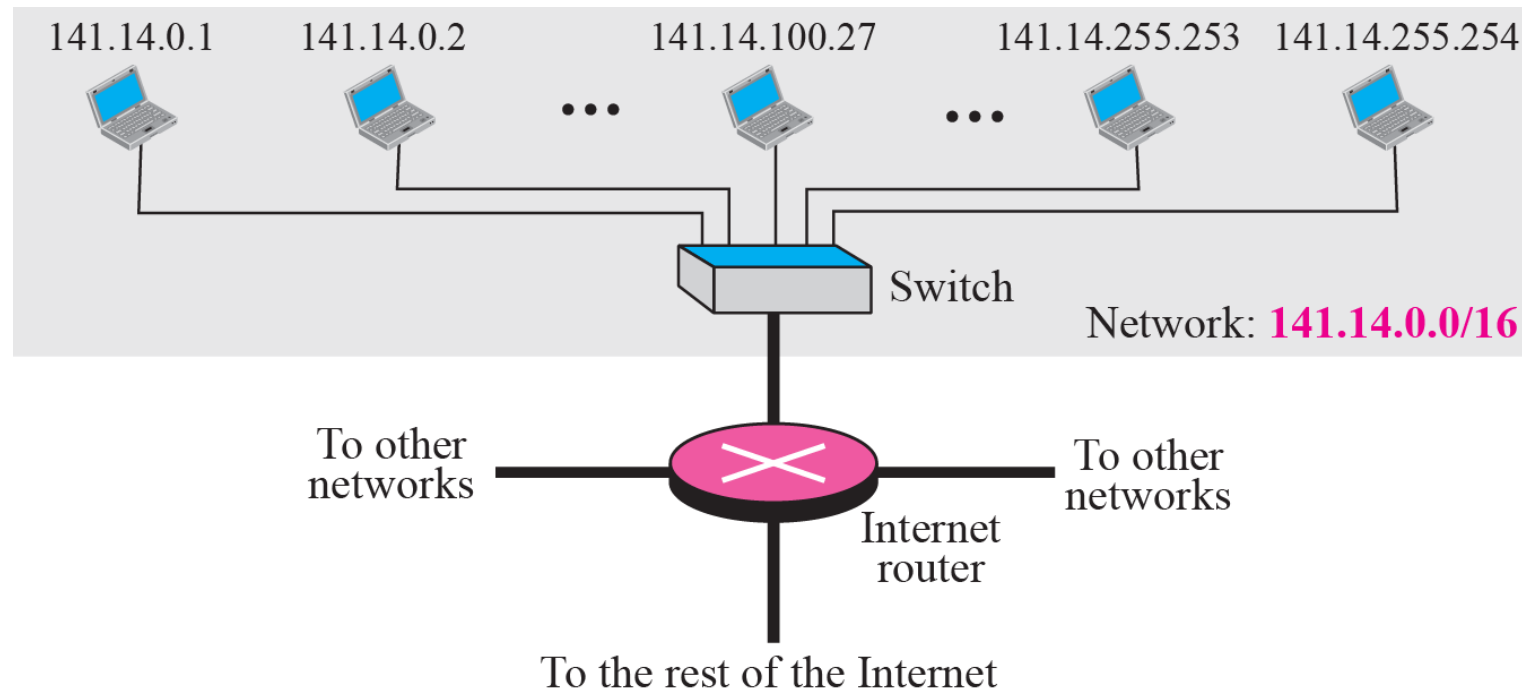 141.14.0.1 141.14.0.2 141.14.100.27 141.14.255.253 141.14.255.254
Switch
Network: 141.14.0.0/16
To other
networks
To other
networks
Internet
router
To the rest of the Internet